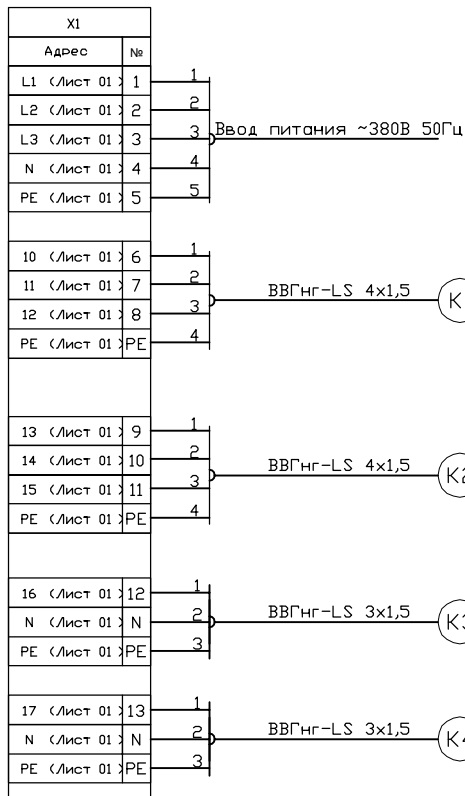 X1
Адрес №
L1 (Лист 01) 1 1
L2 (Лист 01) 2 2
L3 (Лист 01) 3 3 Ввод питания ~380В 50Гц
N (Лист 01) 4 4
PE (Лист 01) 5 5
10 (Лист 01) 6 1
11 (Лист 01) 7 2
ВВГнг-LS 4х1,5 К
12 (Лист 01) 8 3
PE (Лист 01) PE 4
13 (Лист 01) 9 1
14 (Лист 01) 10 2
ВВГнг-LS 4х1,5 К2
15 (Лист 01) 11 3
PE (Лист 01) PE 4
16 (Лист 01) 12 1
N (Лист 01) N 2 ВВГнг-LS 3х1,5 К3
PE (Лист 01) PE 3
17 (Лист 01) 13 1
N (Лист 01) N 2 ВВГнг-LS 3х1,5 К4
PE (Лист 01) PE 3